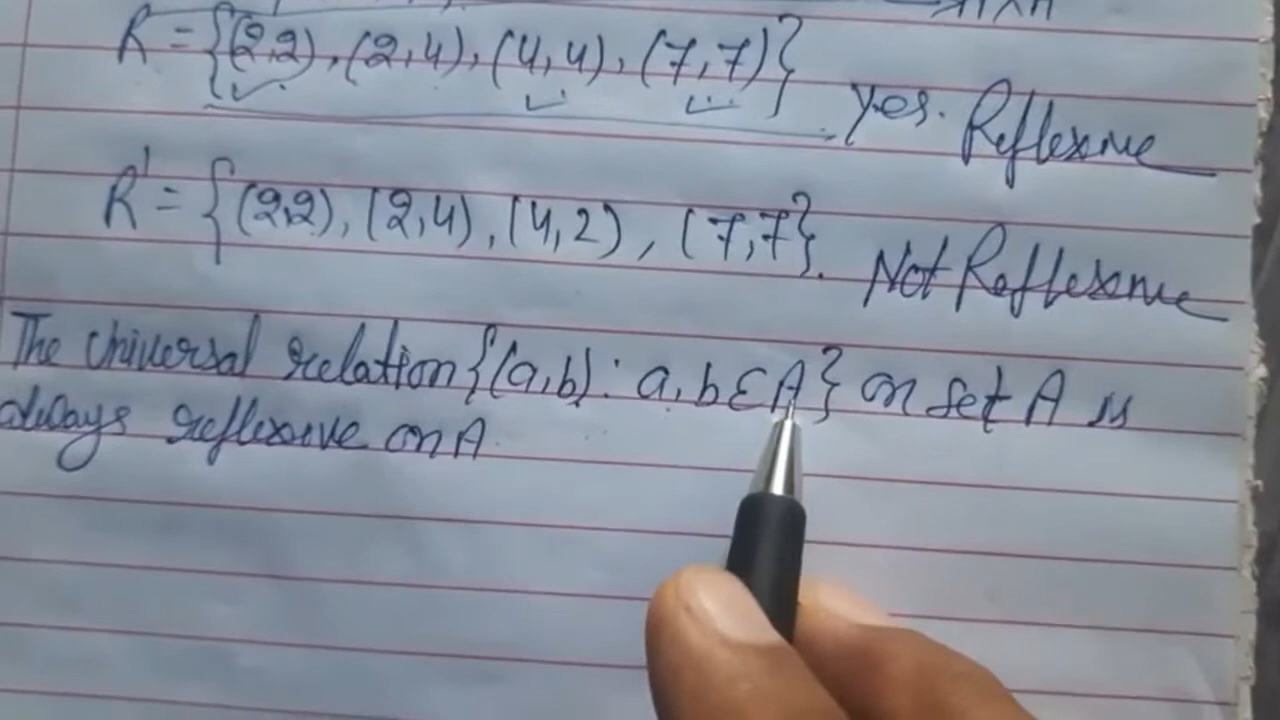 R = {(2,2), (2,4), (4,4), (7,7)} Yes. Reflexive
R' = {(2,2), (2,4), (4,2), (7,7}. Not Reflexive
The Universal relation {(a,b) : a, b ∈ A} on set A is
always reflexive on A.